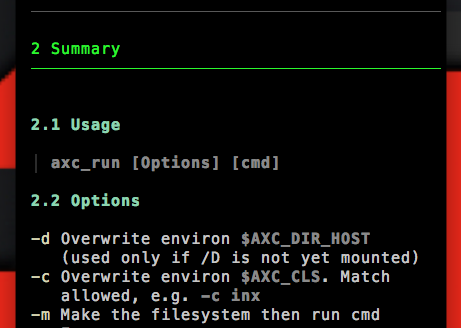 2 Summary
2.1 Usage
axc_run [Options] [cmd]
2.2 Options
-d Overwrite environ $AXC_DIR_HOST
(used only if /D is not yet mounted)
-c Overwrite environ $AXC_CLS. Match
allowed, e.g. -c inx
-m Make the filesystem then run cmd